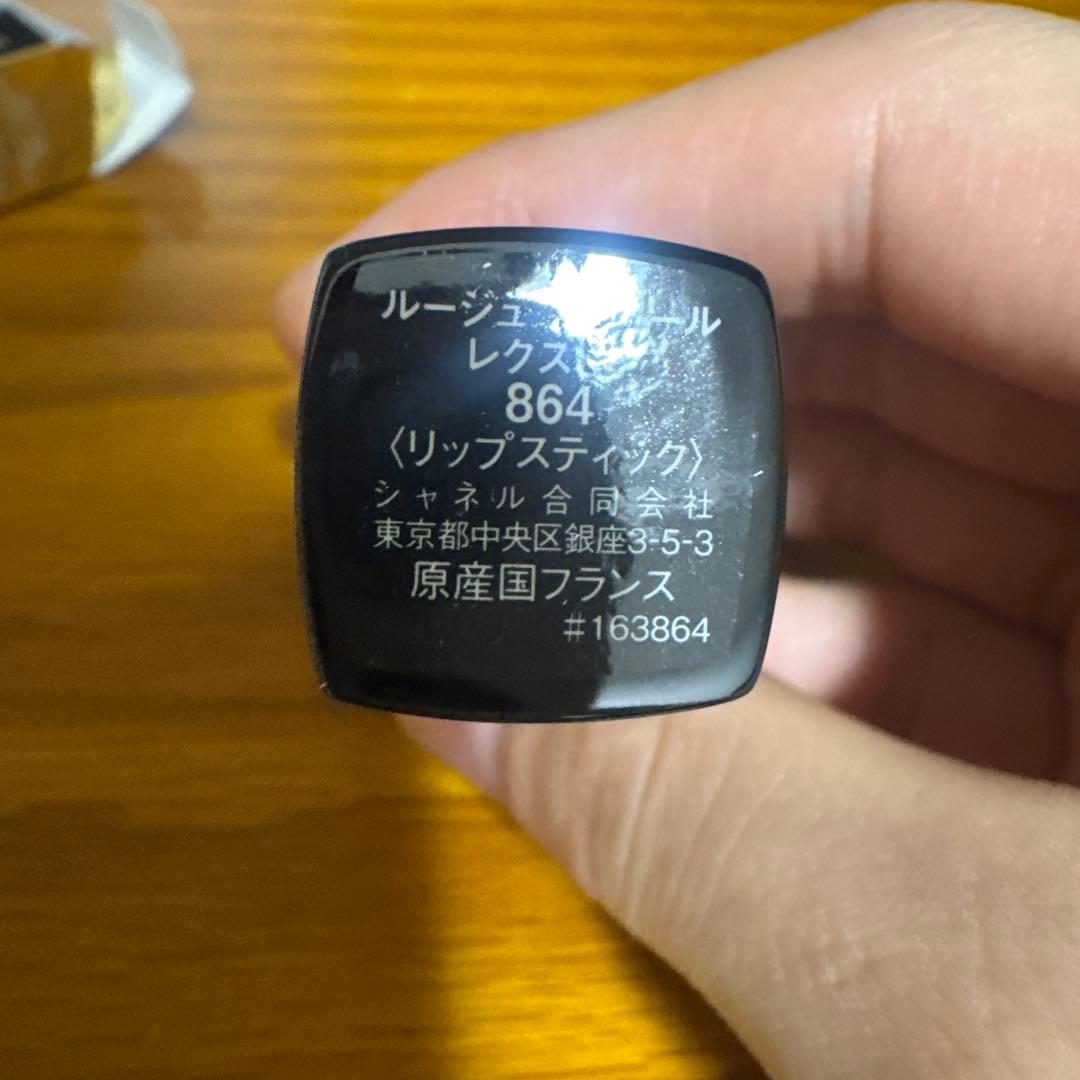 ルージュ ール
レクス
864
〈リップスティック〉
シャネル合同会社
東京都中央区銀座3-5-3
原産国フランス
#163864